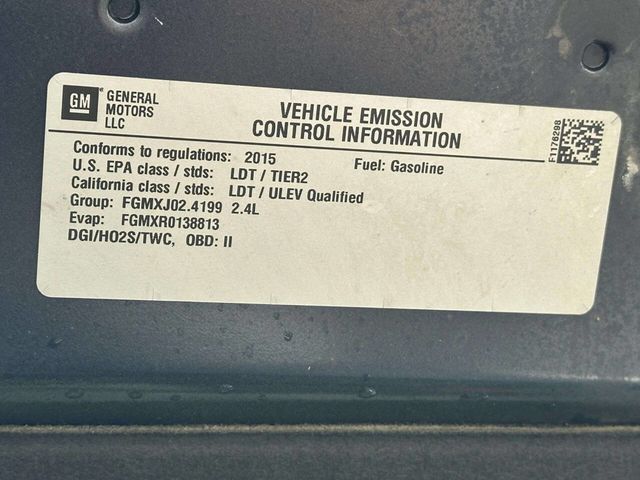 GM
GENERAL
MOTORS
LLC
VEHICLE EMISSION
CONTROL INFORMATION
Conforms to regulations: 2015
Fuel: Gasoline
U.S. EPA class / stds: LDT / TIER2
California class / stds: LDT / ULEV Qualified
Group: FGMXJ02.4199 2.4L
Evap: FGMXR0138813
DGI/HO2S/TWC, OBD: II
F1176298